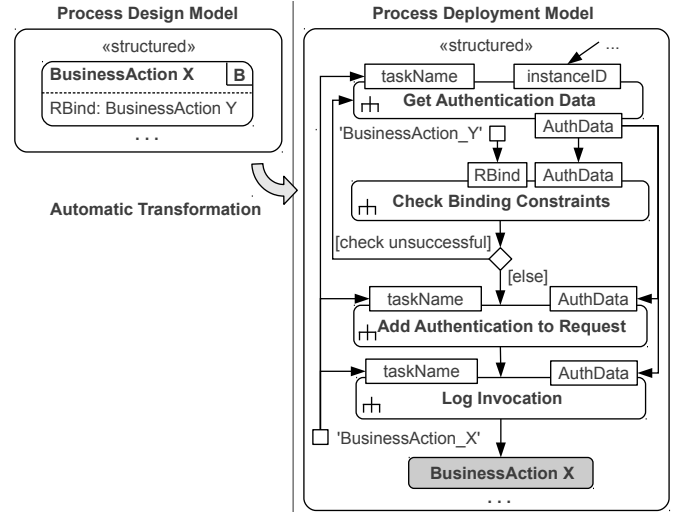 Process Design Model
«structured»
BusinessAction X
B
RBind: BusinessAction Y
. . .
Automatic Transformation
Process Deployment Model
«structured»
...
taskName
instanceID
Get Authentication Data
'BusinessAction_Y'
AuthData
RBind
AuthData
Check Binding Constraints
[check unsuccessful]
[else]
taskName
AuthData
Add Authentication to Request
taskName
AuthData
Log Invocation
'BusinessAction_X'
BusinessAction X
. . .